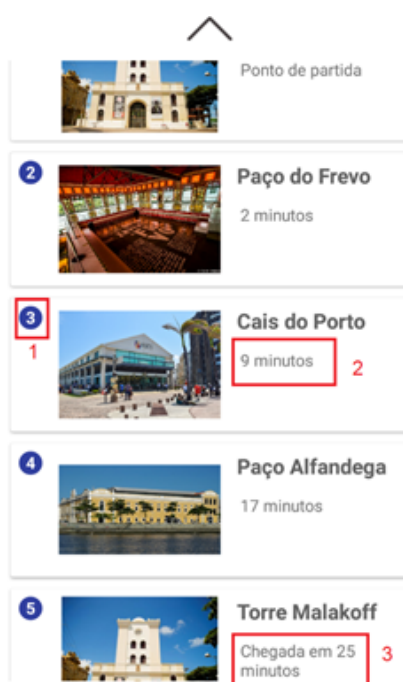 Ponto de partida
2
Paço do Frevo
2 minutos
3
Cais do Porto
1
9 minutos
2
4
Paço Alfandega
17 minutos
5
Torre Malakoff
Chegada em 25
minutos
3